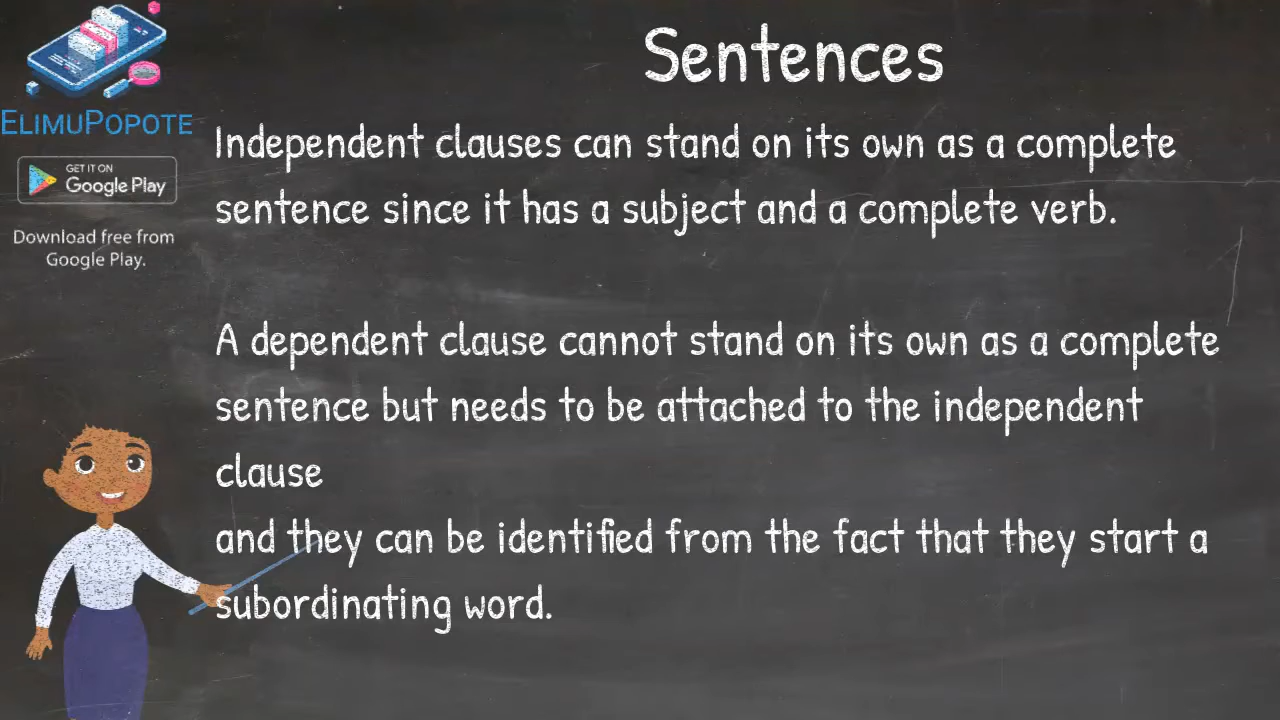 Sentences
ELIMUPOPOTE
GET IT ON
Google Play
Download free from
Google Play.
Independent clauses can stand on its own as a complete
sentence since it has a subject and a complete verb.
A dependent clause cannot stand on its own as a complete
sentence but needs to be attached to the independent
clause
and they can be identified from the fact that they start a
subordinating word.